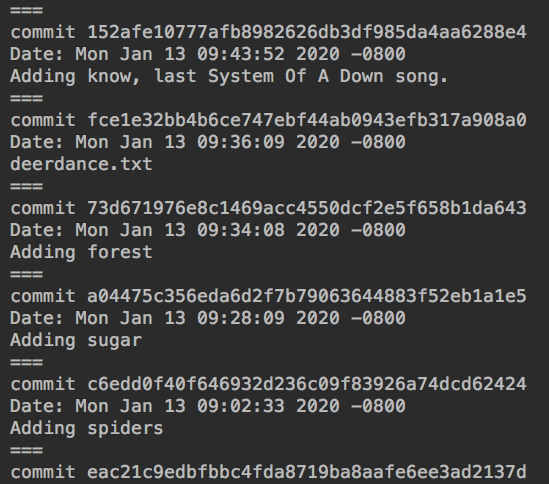 ===
commit 152afe10777afb8982626db3df985da4aa6288e4
Date: Mon Jan 13 09:43:52 2020 -0800
Adding know, last System Of A Down song.
===
commit fce1e32bb4b6ce747ebf44ab0943efb317a908a0
Date: Mon Jan 13 09:36:09 2020 -0800
deerdance.txt
===
commit 73d671976e8c1469acc4550dcf2e5f658b1da643
Date: Mon Jan 13 09:34:08 2020 -0800
Adding forest
===
commit a04475c356eda6d2f7b79063644883f52eb1a1e5
Date: Mon Jan 13 09:28:09 2020 -0800
Adding sugar
===
commit c6edd0f40f646932d236c09f83926a74dcd62424
Date: Mon Jan 13 09:02:33 2020 -0800
Adding spiders
===
commit eac21c9edbfbbc4fda8719ba8aafe6ee3ad2137d